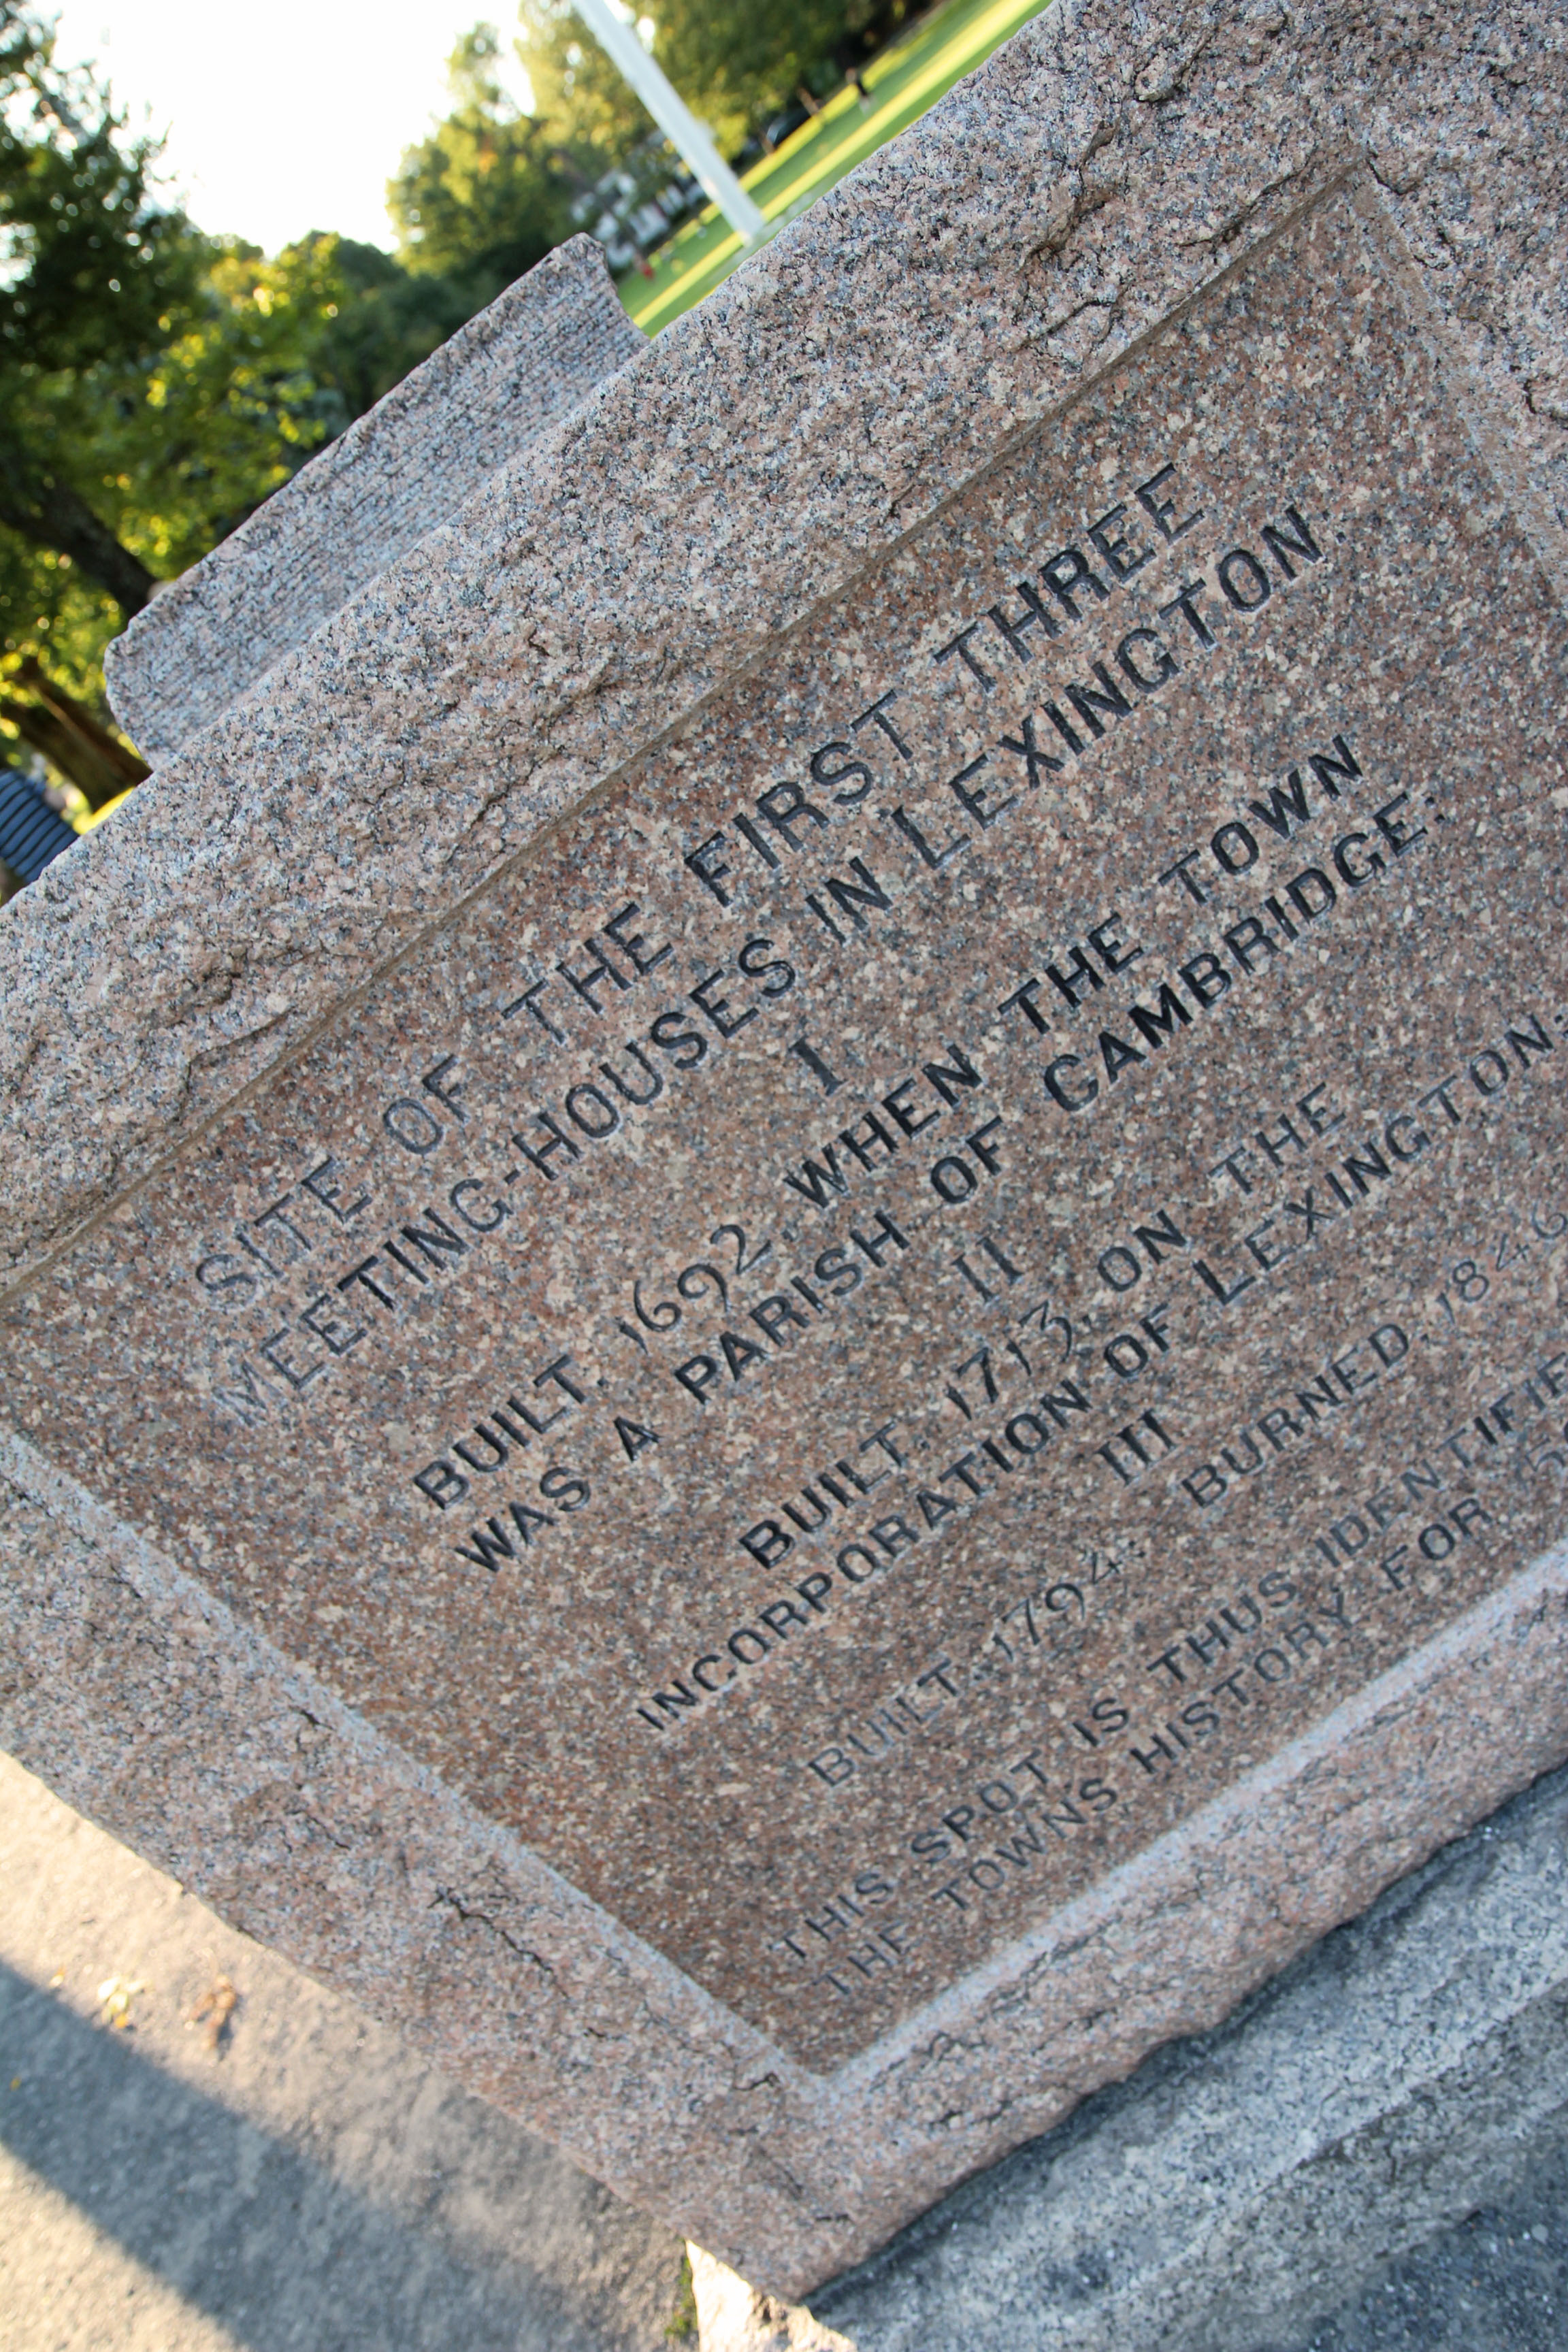 SITE OF THE FIRST THREE
MEETING-HOUSES IN LEXINGTON.
I
BUILT, 1692, WHEN THE TOWN
WAS A PARISH OF CAMBRIDGE:
II
BUILT, 1713, ON THE
INCORPORATION OF LEXINGTON.
III
BUILT, 1794. BURNED, 1846
THIS SPOT IS THUS
THE TOWNS HISTORY FOR